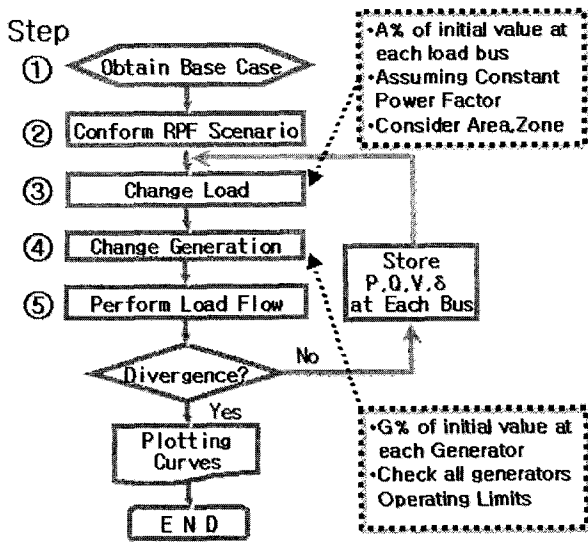 Step
① Obtain Base Case
② Conform RPF Scenario
③ Change Load
④ Change Generation
⑤ Perform Load Flow
Divergence?
No
Yes
Plotting
Curves
E N D
Store
P,Q,V,δ
at Each Bus
•A% of initial value at
each load bus
•Assuming Constant
Power Factor
•Consider Area,Zone
•G% of initial value at
each Generator
•Check all generators
Operating Limits